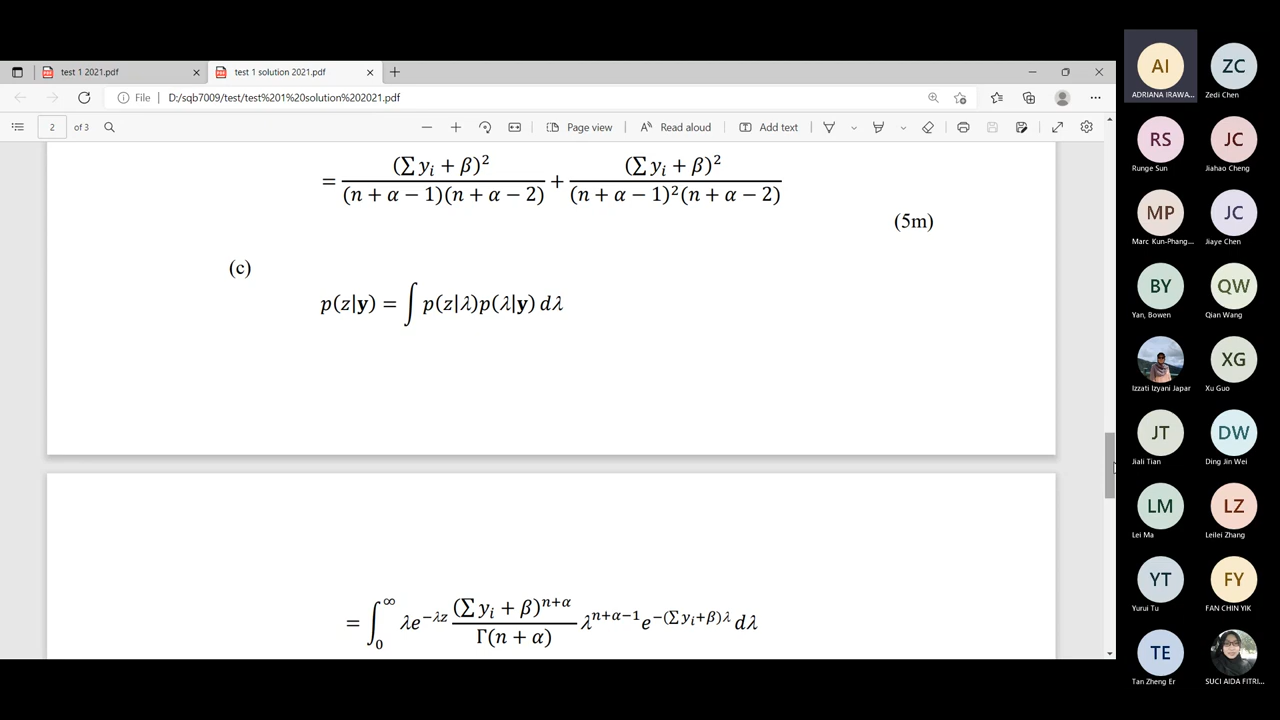 test 1 2021.pdf
test 1 solution 2021.pdf
File D:/sqb7009/test/test%201%20solution%202021.pdf
2 of 3
Page view
Read aloud
Add text
= (∑ yᵢ + β)² / (n + α − 1)(n + α − 2) + (∑ yᵢ + β)² / (n + α − 1)²(n + α − 2)
(5m)
(c)
p(z|y) = ∫ p(z|λ)p(λ|y) dλ
= ∫₀^∞ λe^(−λz) (∑ yᵢ + β)^(n+α) / Γ(n + α) λ^(n+α−1) e^(−(∑yᵢ+β)λ) dλ
AI
ADRIANA IRAWA...
ZC
Zedi Chen
RS
Runge Sun
JC
Jiahao Cheng
MP
Marc Kun-Phang...
JC
Jiaye Chen
BY
Yan, Bowen
QW
Qian Wang
Izzati Izyani Japar
XG
Xu Guo
JT
Jiali Tian
DW
Ding Jin Wei
LM
Lei Ma
LZ
Leilei Zhang
YT
Yurui Tu
FY
FAN CHIN YIK
TE
Tan Zheng Er
SUCI AIDA FITRI...